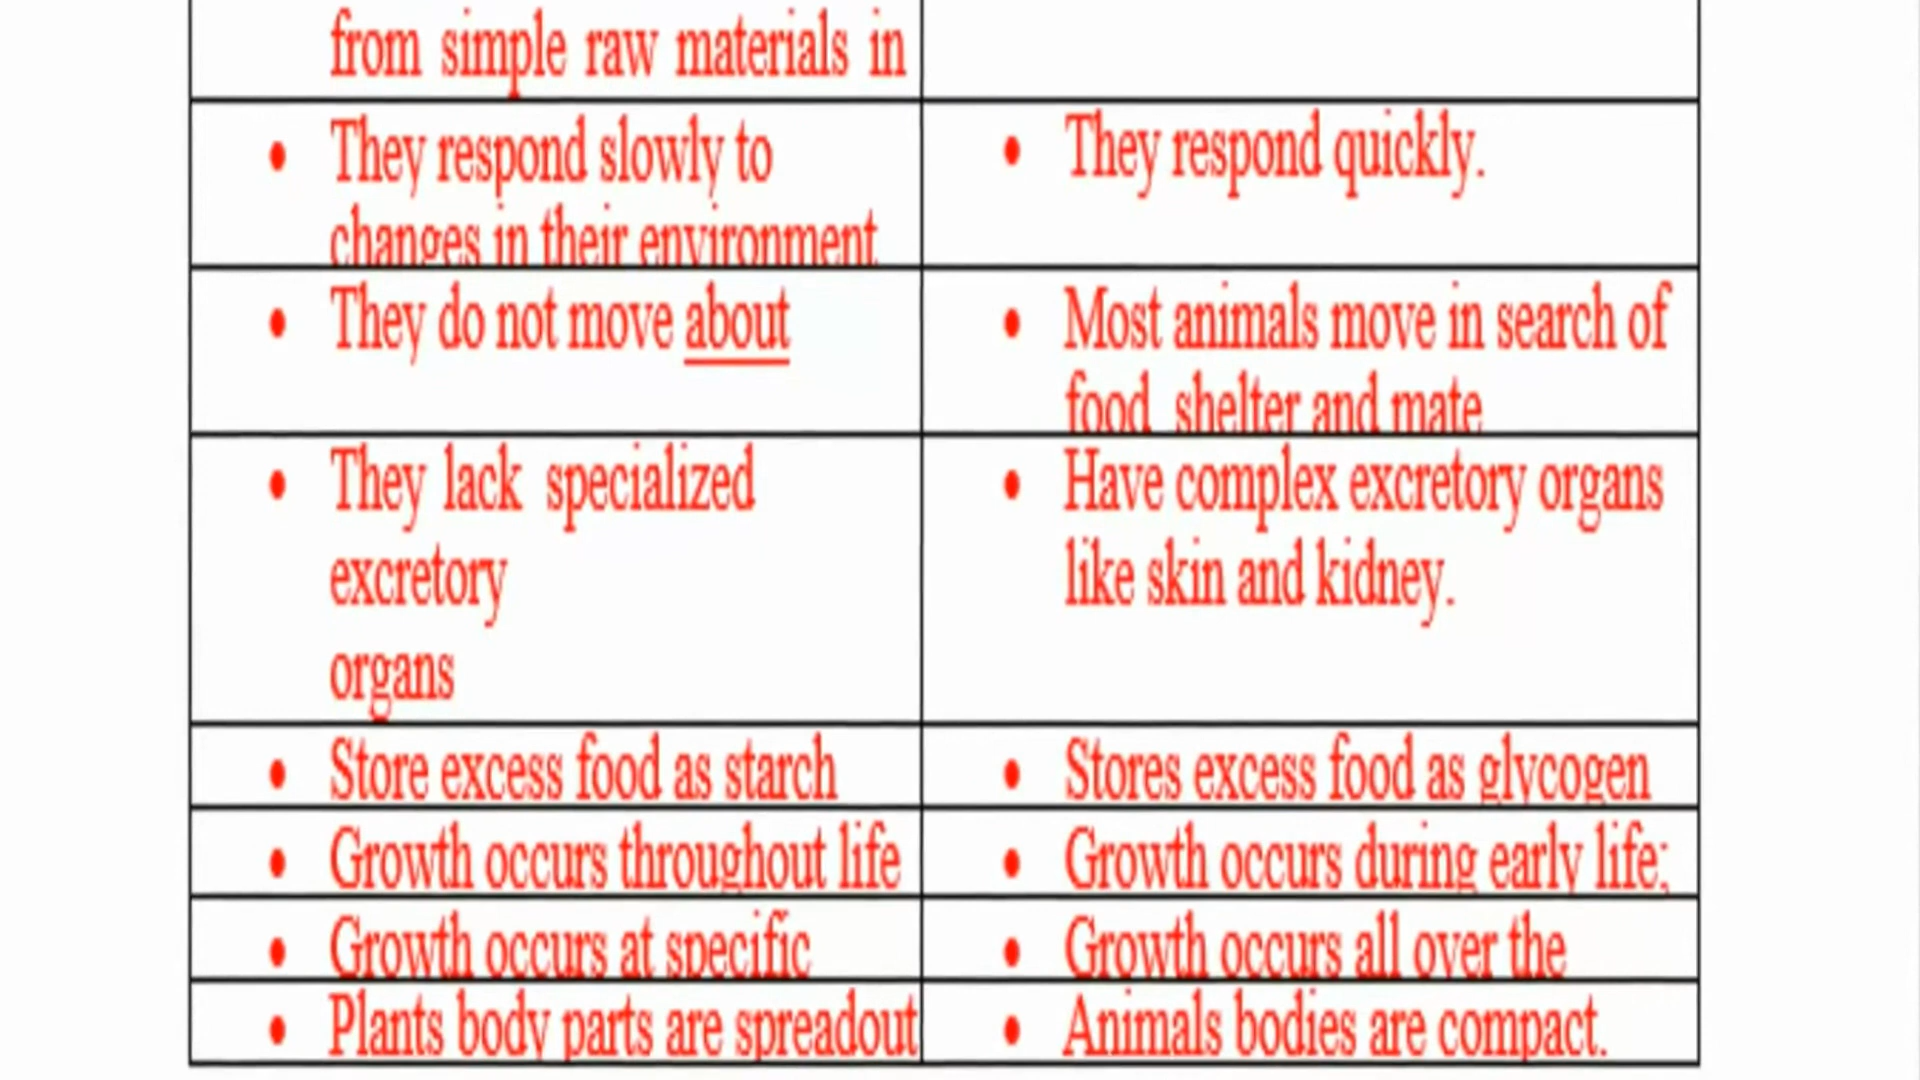 from simple raw materials in
• They respond slowly to
changes in their environment
• They respond quickly.
• They do not move about
• Most animals move in search of
food shelter and mate
• They lack specialized
excretory
organs
• Have complex excretory organs
like skin and kidney.
• Store excess food as starch
• Stores excess food as glycogen
• Growth occurs throughout life
• Growth occurs during early life;
• Growth occurs at specific
• Growth occurs all over the
• Plants body parts are spreadout
• Animals bodies are compact.